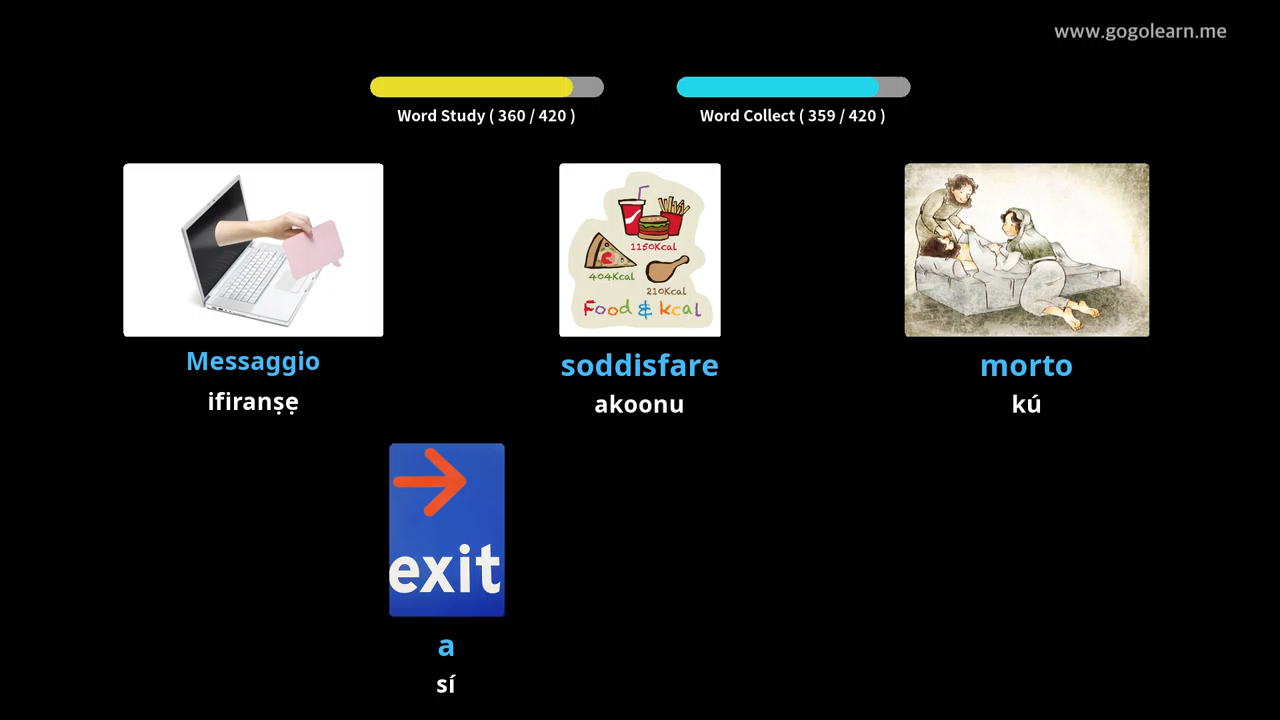 www.gogolearn.me
Word Study ( 360 / 420 )
Word Collect ( 359 / 420 )
1150Kcal
404Kcal
210Kcal
Food & kcal
Messaggio
ifiranṣẹ
soddisfare
akoonu
morto
kú
exit
a
sí